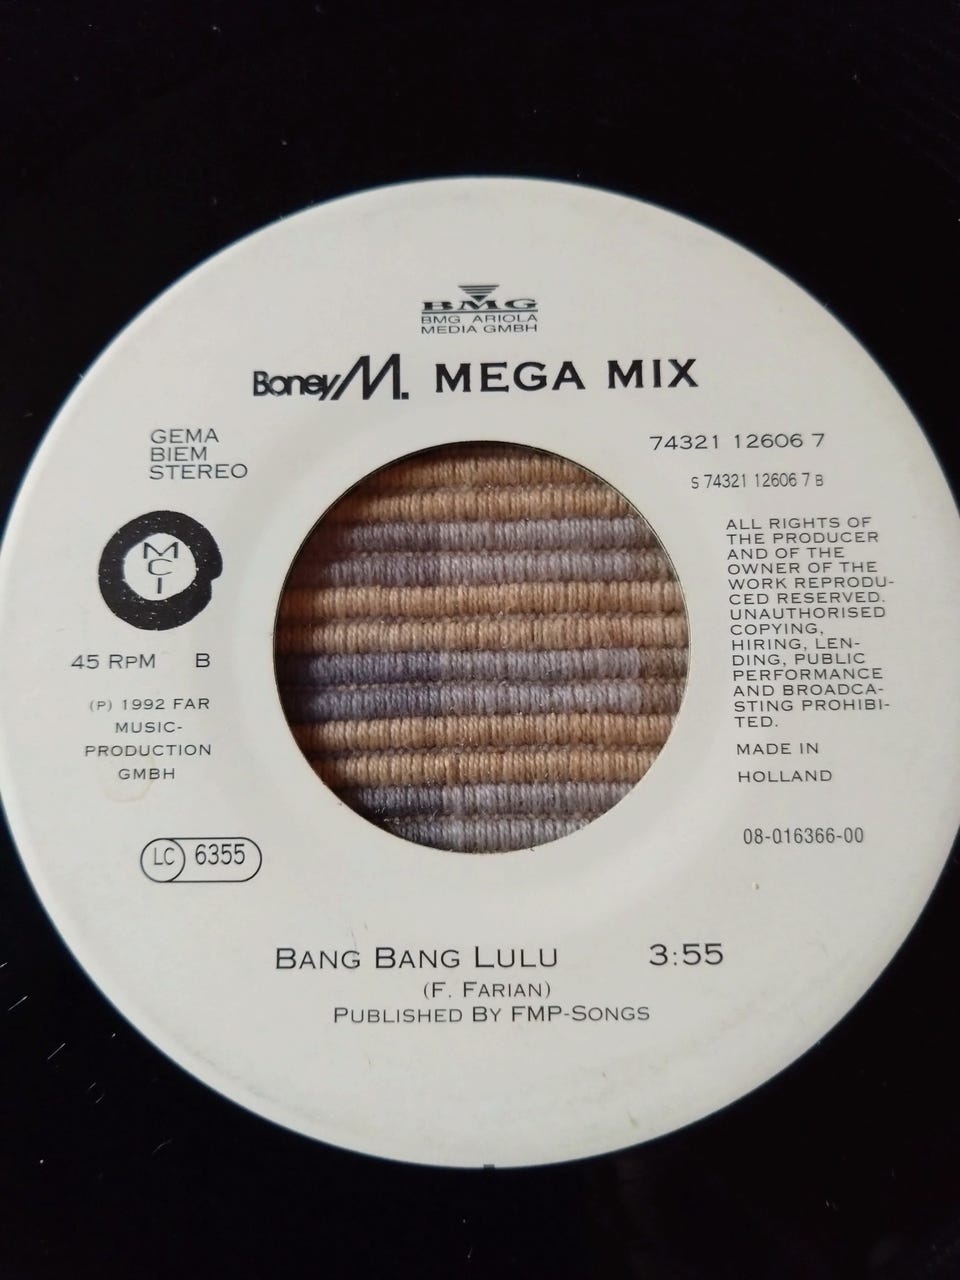 BMG
BMG ARIOLA
MEDIA GMBH
Boney M. MEGA MIX
GEMA
BIEM
STEREO
74321 12606 7
S 74321 12606 7 B
M
C
I
45 RPM B
(P) 1992 FAR
MUSIC-
PRODUCTION
GMBH
LC 6355
ALL RIGHTS OF
THE PRODUCER
AND OF THE
OWNER OF THE
WORK REPRODU-
CED RESERVED.
UNAUTHORISED
COPYING,
HIRING, LEN-
DING, PUBLIC
PERFORMANCE
AND BROADCA-
STING PROHIBI-
TED.
MADE IN
HOLLAND
08-016366-00
BANG BANG LULU 3:55
(F. FARIAN)
PUBLISHED BY FMP-SONGS